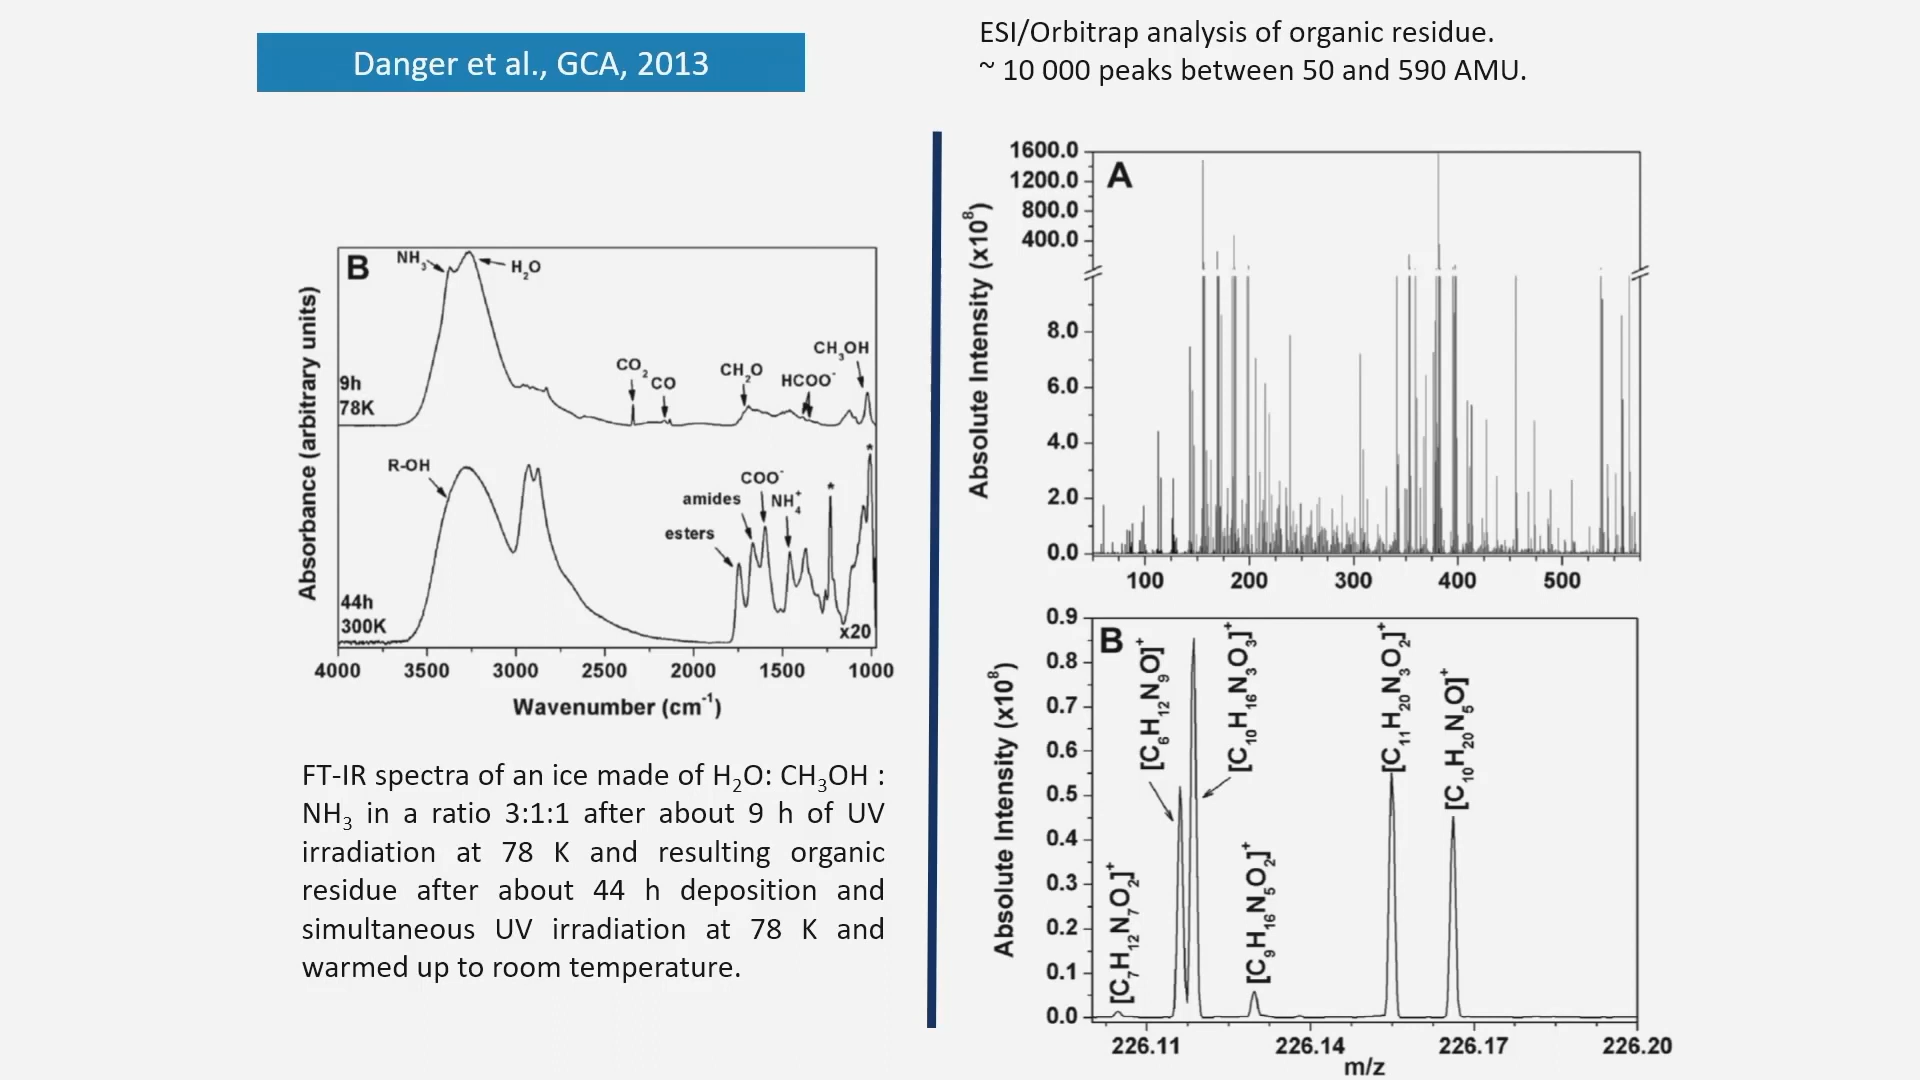 Danger et al., GCA, 2013
ESI/Orbitrap analysis of organic residue.
~ 10 000 peaks between 50 and 590 AMU.
B
NH₃
H₂O
CO₂
CO
CH₂O
HCOO⁻
CH₃OH
9h
78K
R-OH
esters
amides
COO⁻
NH₄⁺
*
*
44h
300K
x20
Absorbance (arbitrary units)
4000 3500 3000 2500 2000 1500 1000
Wavenumber (cm⁻¹)
FT-IR spectra of an ice made of H₂O: CH₃OH :
NH₃ in a ratio 3:1:1 after about 9 h of UV
irradiation at 78 K and resulting organic
residue after about 44 h deposition and
simultaneous UV irradiation at 78 K and
warmed up to room temperature.
A
Absolute Intensity (x10⁸)
1600.0
1200.0
800.0
400.0
8.0
6.0
4.0
2.0
0.0
100 200 300 400 500
B
Absolute Intensity (x10⁸)
0.9
0.8
0.7
0.6
0.5
0.4
0.3
0.2
0.1
0.0
[C₇H₁₂N₇O₂]⁺
[C₆H₁₂N₉O]⁺
[C₁₀H₁₆N₃O₃]⁺
[C₉H₁₆N₅O₂]⁺
[C₁₁H₂₀N₃O₂]⁺
[C₁₀H₂₀N₅O]⁺
226.11 226.14 226.17 226.20
m/z